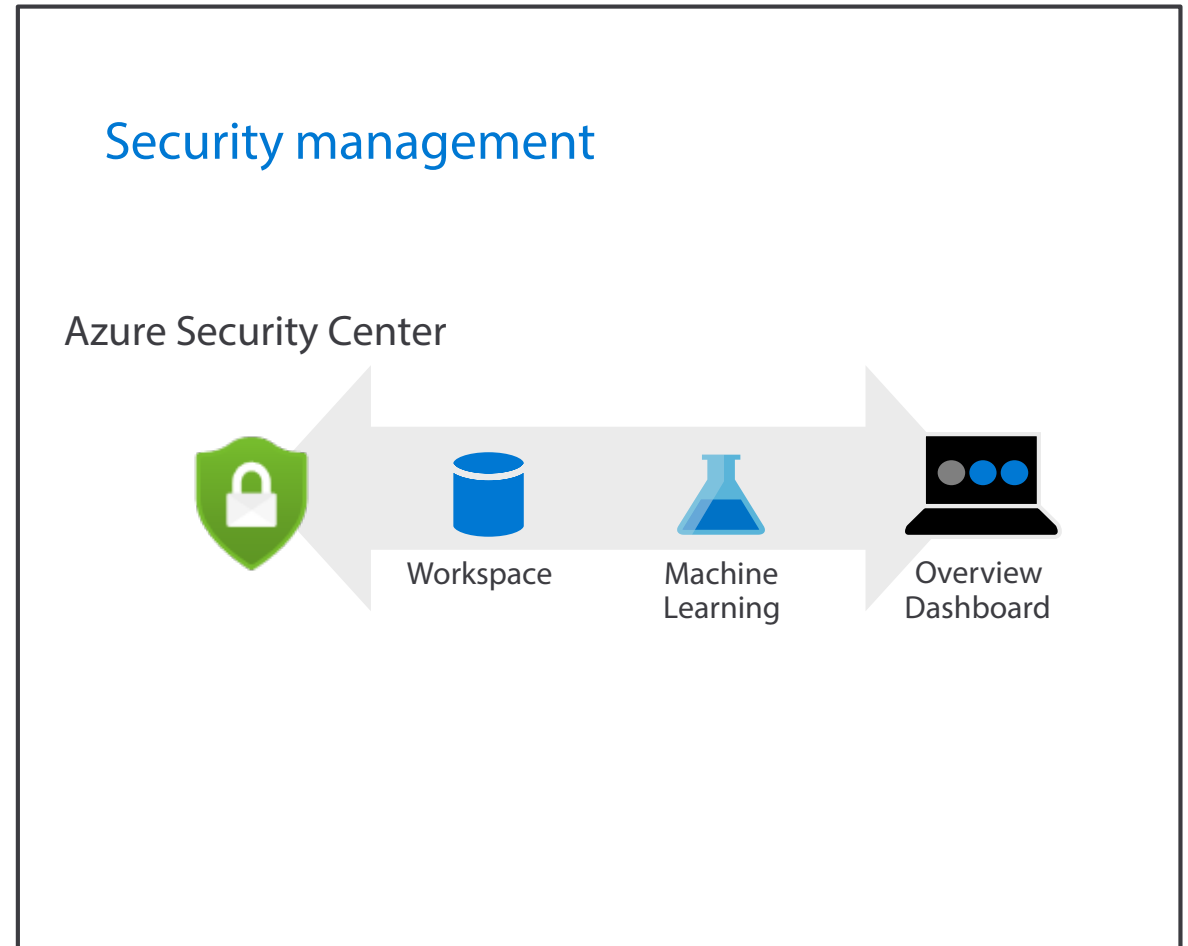 Security management
Azure Security Center
Workspace
Machine
Learning
Overview
Dashboard